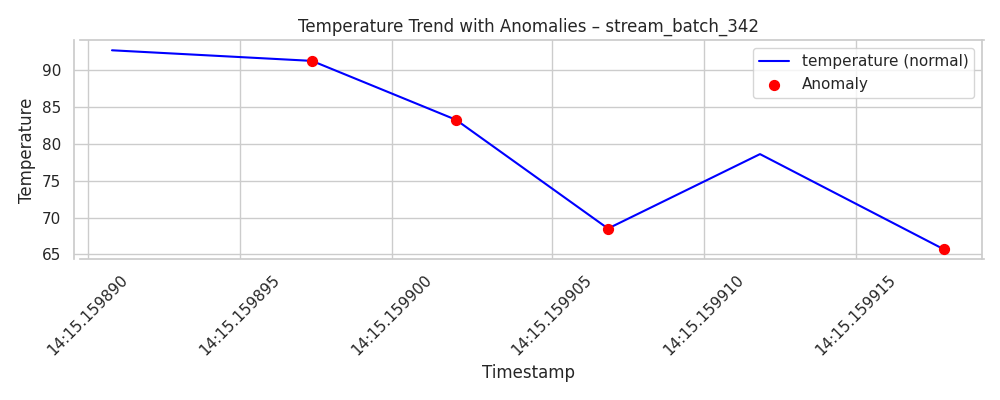 Temperature Trend with Anomalies – stream_batch_342
temperature (normal)
Anomaly
Temperature
90
85
80
75
70
65
14:15.159890
14:15.159895
14:15.159900
14:15.159905
14:15.159910
14:15.159915
Timestamp